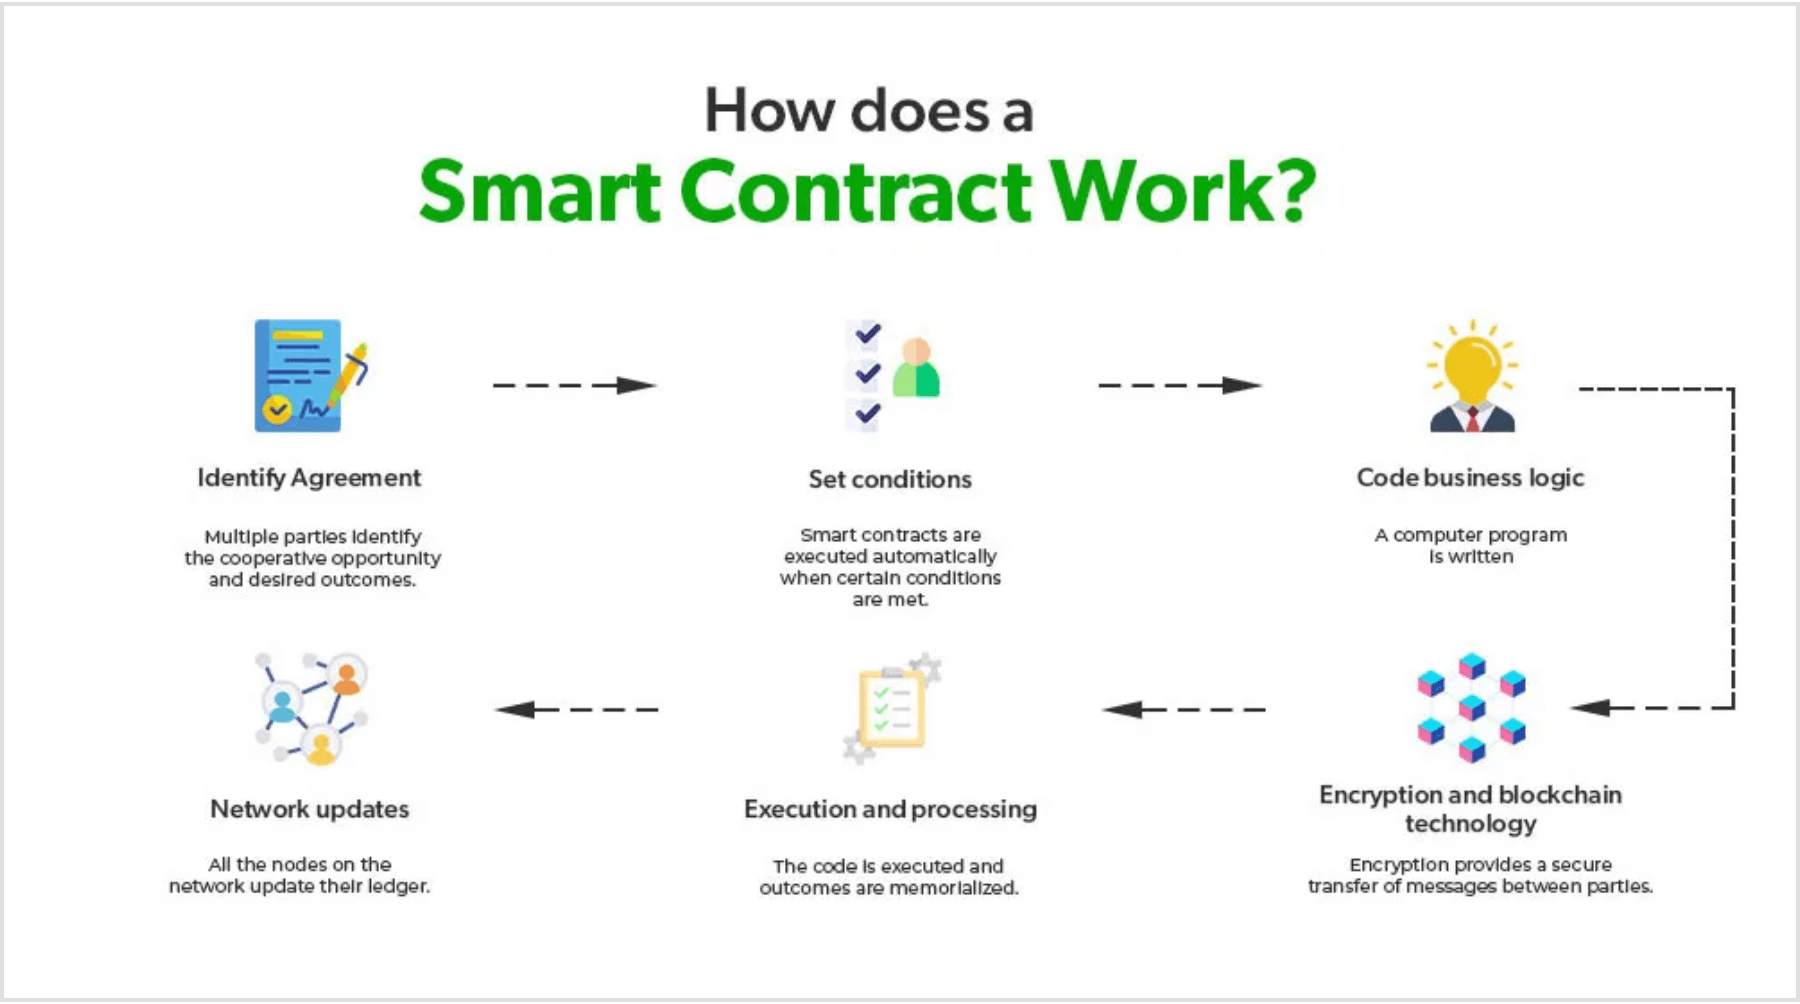 How does a
Smart Contract Work?
Identify Agreement
Multiple parties identify
the cooperative opportunity
and desired outcomes.
Set conditions
Smart contracts are
executed automatically
when certain conditions
are met.
Code business logic
A computer program
is written
Encryption and blockchain
technology
Encryption provides a secure
transfer of messages between parties.
Execution and processing
The code is executed and
outcomes are memorialized.
Network updates
All the nodes on the
network update their ledger.